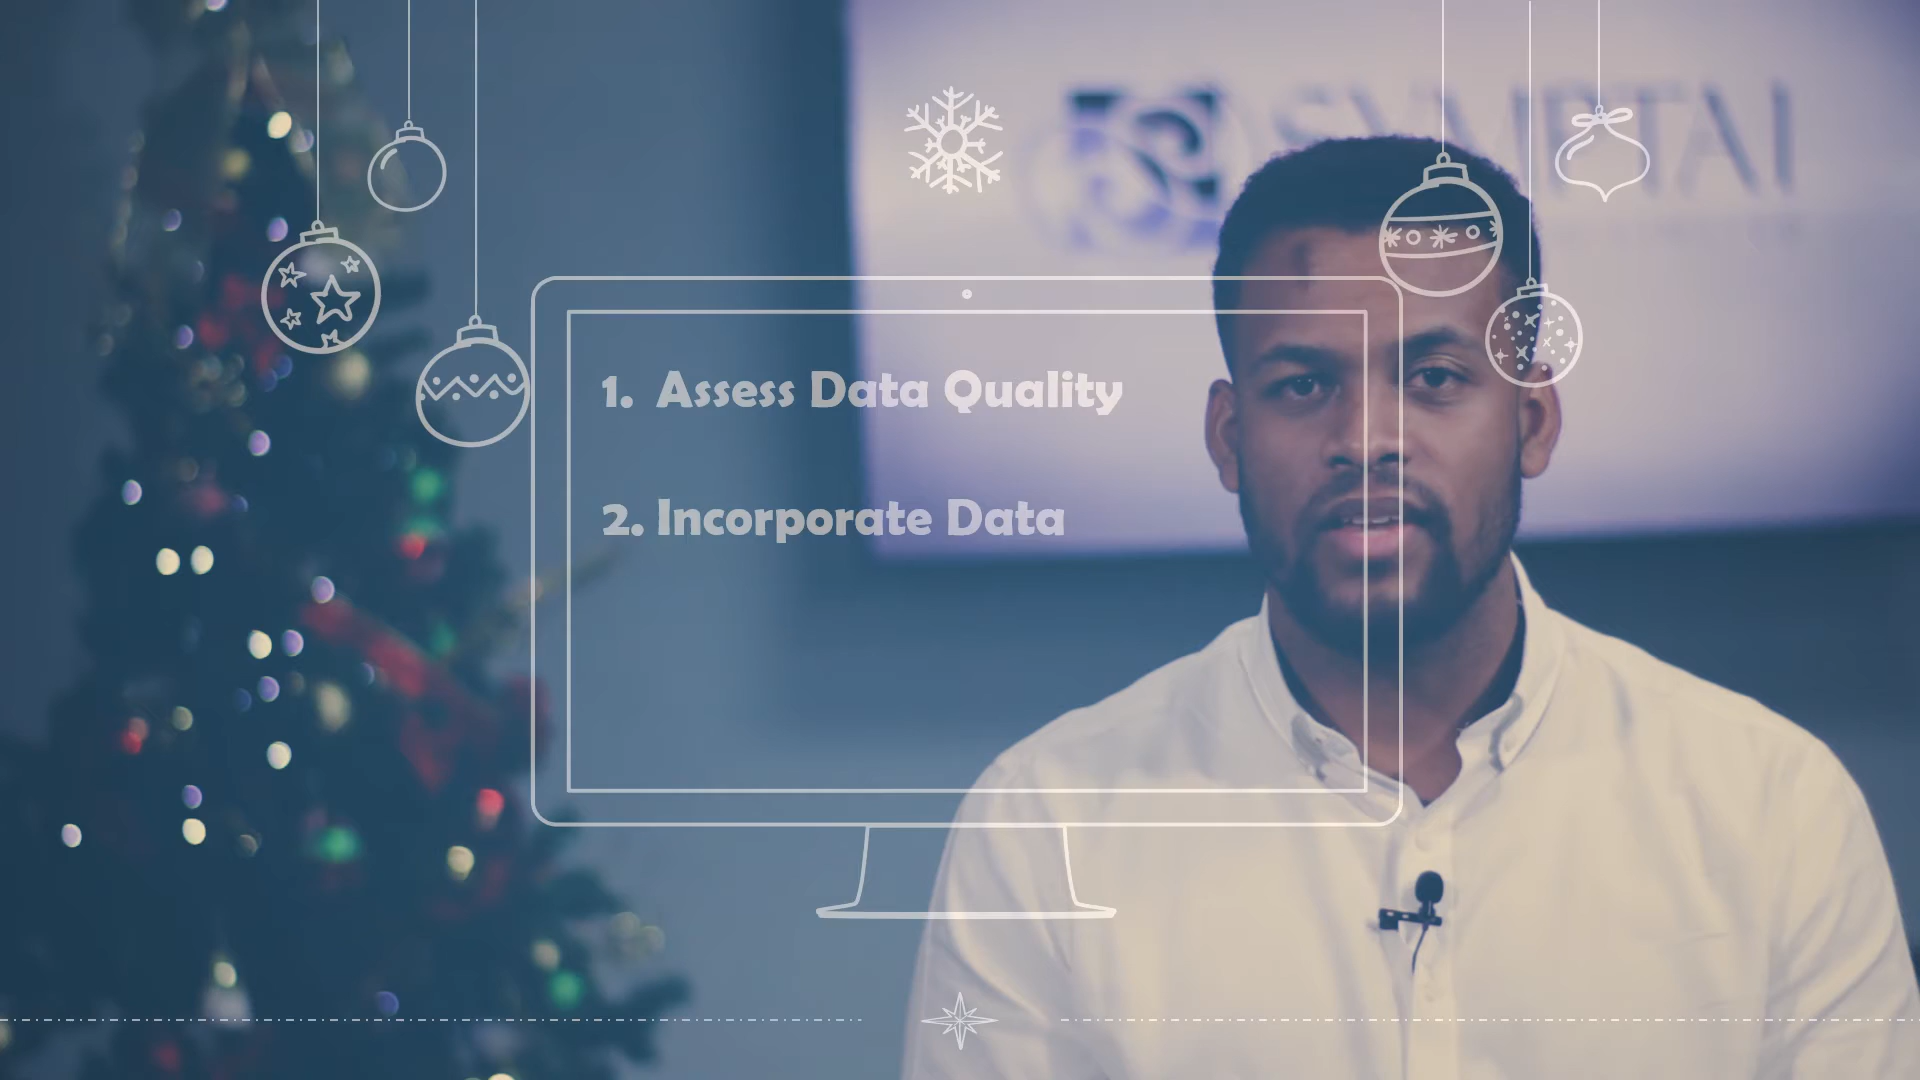 1. Assess Data Quality
2. Incorporate Data